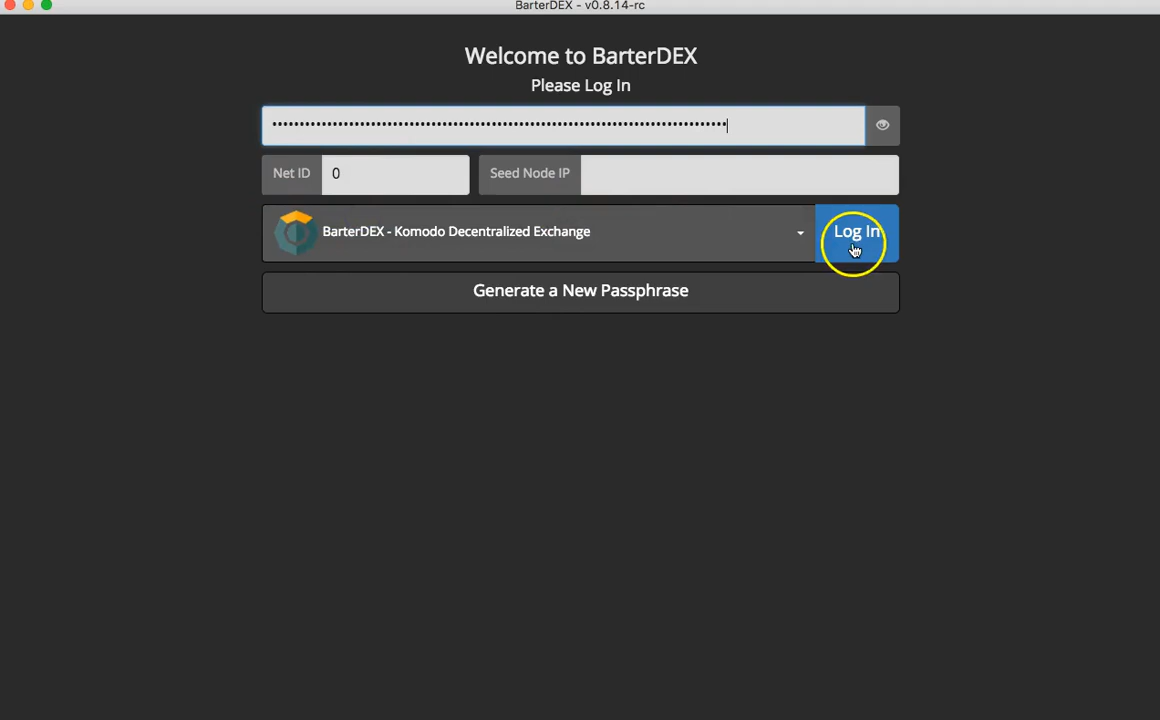 BarterDEX - v0.8.14-rc
Welcome to BarterDEX
Please Log In
Net ID 0 Seed Node IP
BarterDEX - Komodo Decentralized Exchange Log In
Generate a New Passphrase